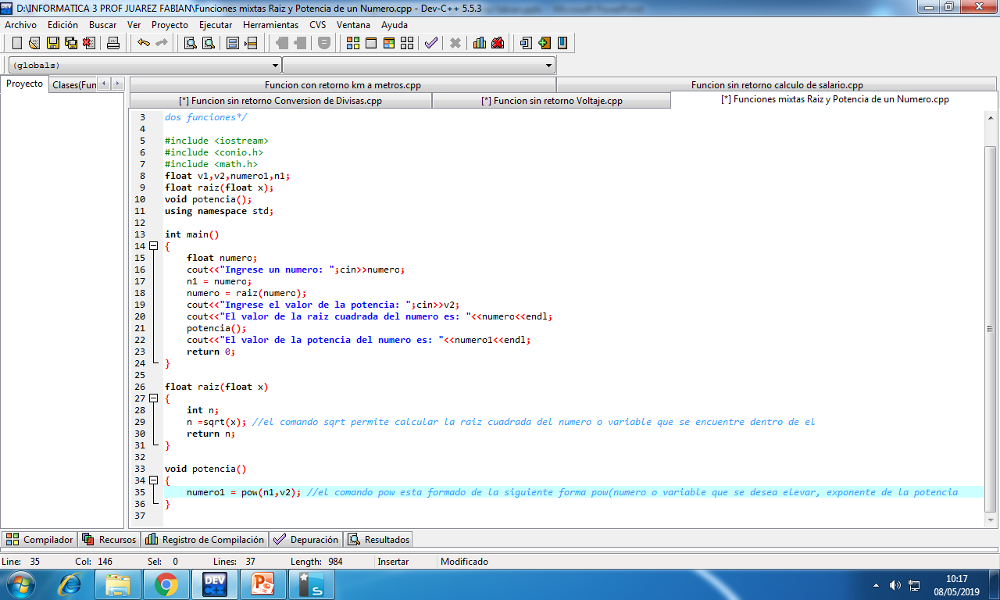 D:\INFORMATICA 3 PROF JUAREZ FABIAN\Funciones mixtas Raiz y Potencia de un Numero.cpp - Dev-C++ 5.5.3
Archivo Edición Buscar Ver Proyecto Ejecutar Herramientas CVS Ventana Ayuda
(globals)
Proyecto Clases(Fun
Funcion con retorno km a metros.cpp Funcion sin retorno calculo de salario.cpp
[*] Funcion sin retorno Conversion de Divisas.cpp [*] Funcion sin retorno Voltaje.cpp [*] Funciones mixtas Raiz y Potencia de un Numero.cpp
3 dos funciones*/
4
5 #include <iostream>
6 #include <conio.h>
7 #include <math.h>
8 float v1,v2,numero1,n1;
9 float raiz(float x);
10 void potencia();
11 using namespace std;
12
13 int main()
14 {
15 float numero;
16 cout<<"Ingrese un numero: ";cin>>numero;
17 n1 = numero;
18 numero = raiz(numero);
19 cout<<"Ingrese el valor de la potencia: ";cin>>v2;
20 cout<<"El valor de la raiz cuadrada del numero es: "<<numero<<endl;
21 potencia();
22 cout<<"El valor de la potencia del numero es: "<<numero1<<endl;
23 return 0;
24 }
25
26 float raiz(float x)
27 {
28 int n;
29 n =sqrt(x); //el comando sqrt permite calcular la raiz cuadrada del numero o variable que se encuentre dentro de el
30 return n;
31 }
32
33 void potencia()
34 {
35 numero1 = pow(n1,v2); //el comando pow esta formado de la siguiente forma pow(numero o variable que se desea elevar, exponente de la potencia
36 }
37
Compilador Recursos Registro de Compilación Depuración Resultados
Line: 35 Col: 146 Sel: 0 Lines: 37 Length: 984 Insertar Modificado
DEV C++
S
10:17
08/05/2019